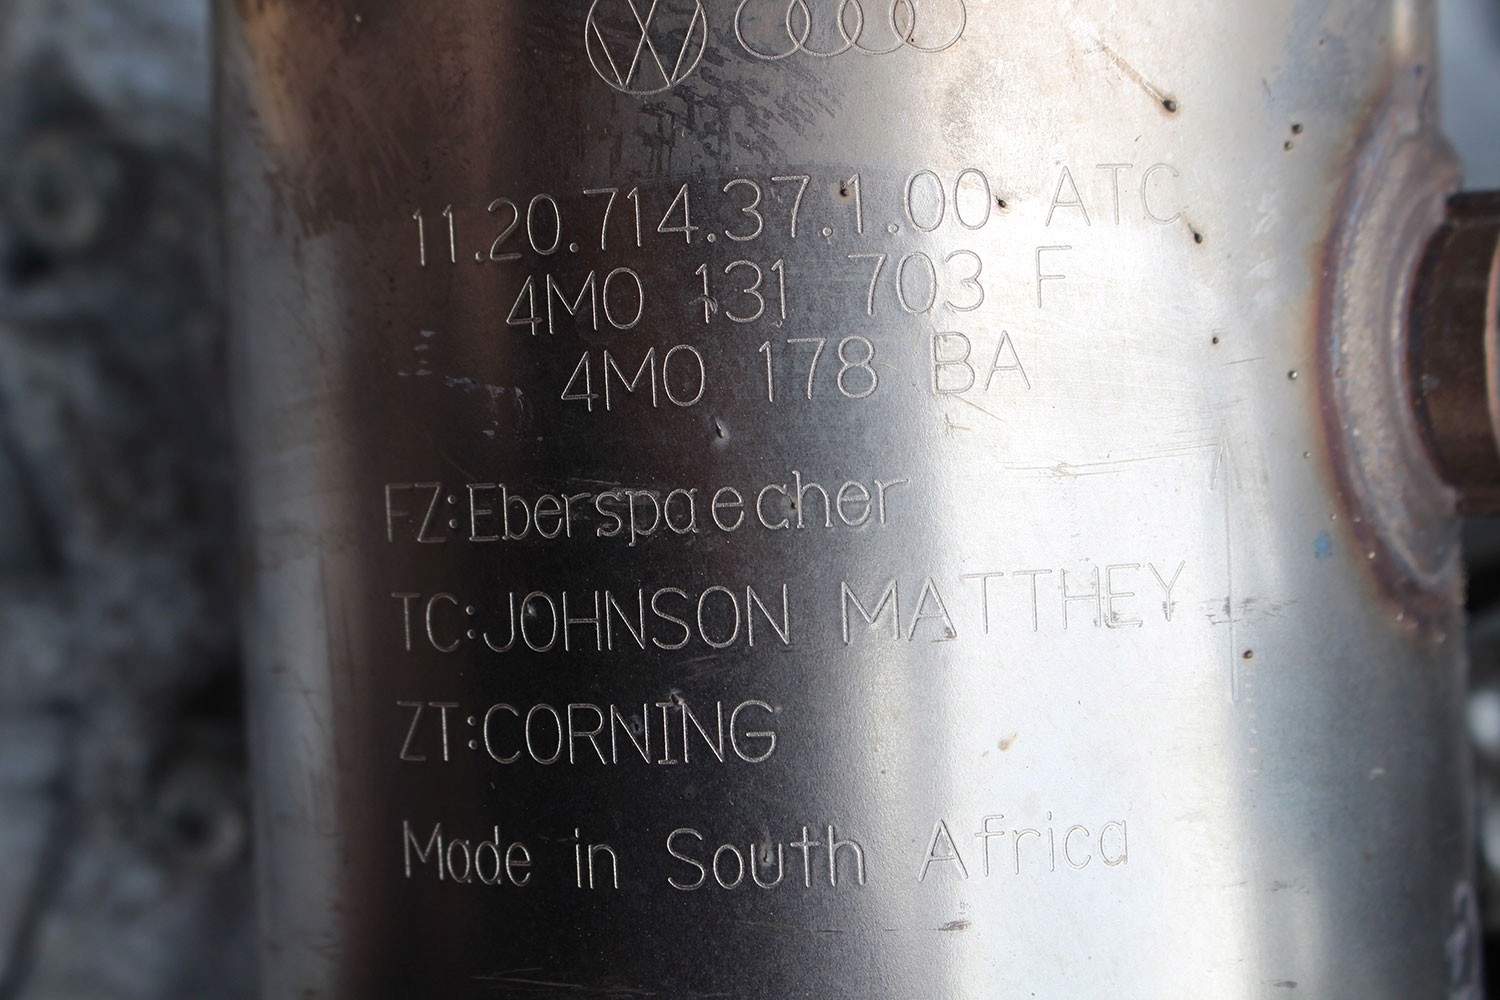 11.20.714.37.1.00 ATC
4M0 131 703 F
4M0 178 BA
FZ:Eberspaecher
TC:JOHNSON MATTHEY
ZT:CORNING
Made in South Africa